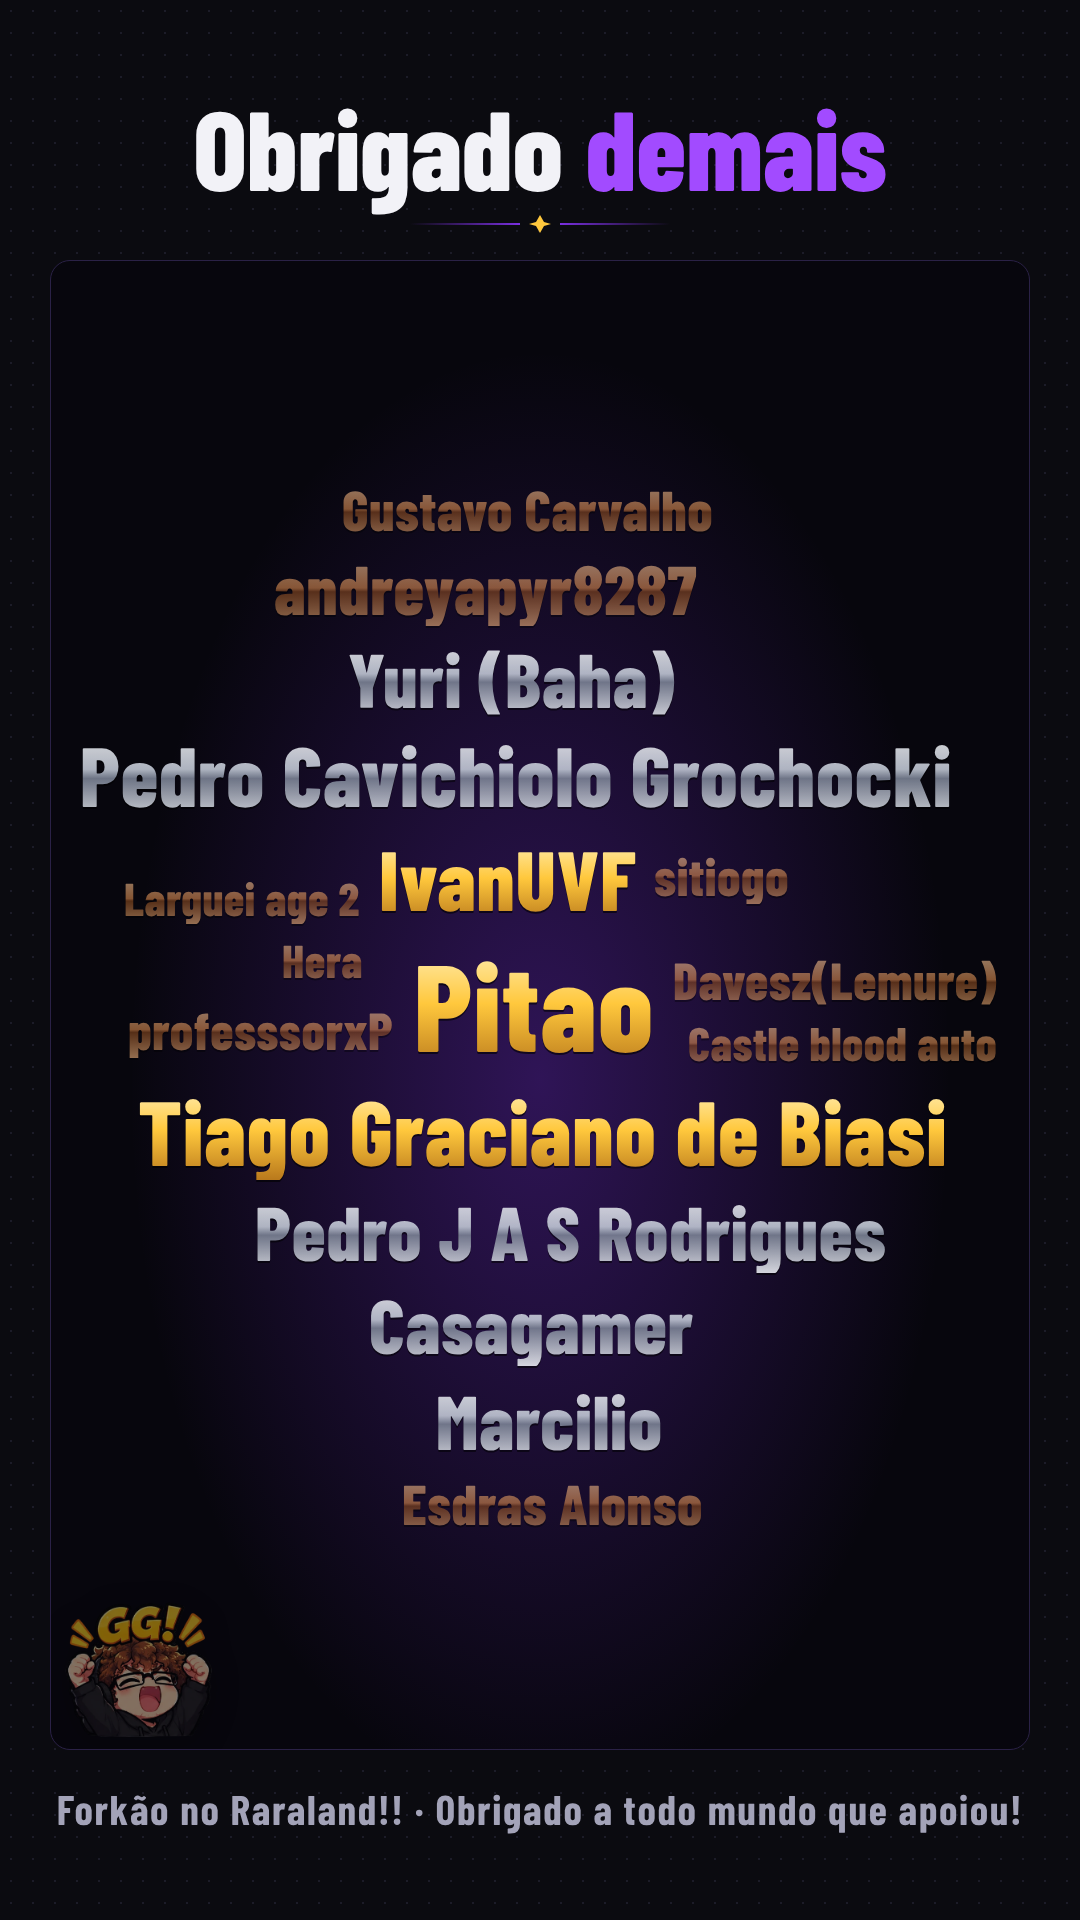 Obrigado demais
Gustavo Carvalho
andreyapyr8287
Yuri (Baha)
Pedro Cavichiolo Grochocki
Larguei age 2 IvanUVF sitiogo
Hera
Pitao
Davesz(Lemure)
professsorxP
Castle blood auto
Tiago Graciano de Biasi
Pedro J A S Rodrigues
Casagamer
Marcilio
Esdras Alonso
GG!
Forkão no Raraland!! · Obrigado a todo mundo que apoiou!